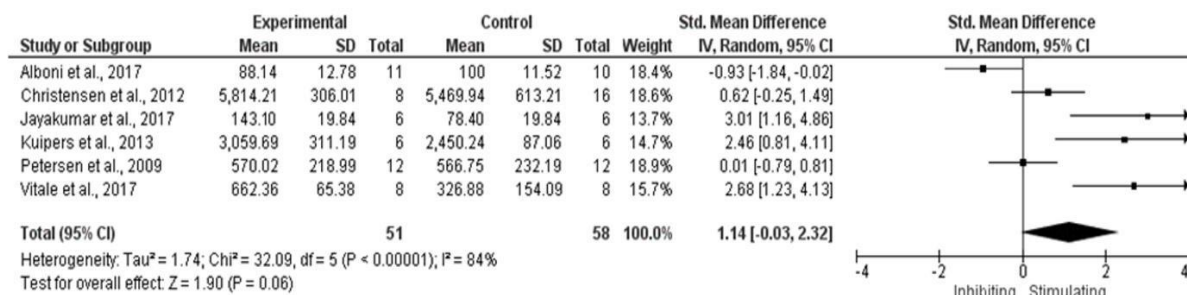 Experimental Control Std. Mean Difference Std. Mean Difference
Study or Subgroup Mean SD Total Mean SD Total Weight IV, Random, 95% CI IV, Random, 95% CI
Alboni et al., 2017 88.14 12.78 11 100 11.52 10 18.4% -0.93 [-1.84, -0.02]
Christensen et al., 2012 5,814.21 306.01 8 5,469.94 613.21 16 18.6% 0.62 [-0.25, 1.49]
Jayakumar et al., 2017 143.10 19.84 6 78.40 19.84 6 13.7% 3.01 [1.16, 4.86]
Kuipers et al., 2013 3,059.69 311.19 6 2,450.24 87.06 6 14.7% 2.46 [0.81, 4.11]
Petersen et al., 2009 570.02 218.99 12 566.75 232.19 12 18.9% 0.01 [-0.79, 0.81]
Vitale et al., 2017 662.36 65.38 8 326.88 154.09 8 15.7% 2.68 [1.23, 4.13]
Total (95% CI) 51 58 100.0% 1.14 [-0.03, 2.32]
Heterogeneity: Tau² = 1.74; Chi² = 32.09, df = 5 (P < 0.00001); I² = 84%
Test for overall effect: Z = 1.90 (P = 0.06)
-4 -2 0 2 4
Inhibiting Stimulating